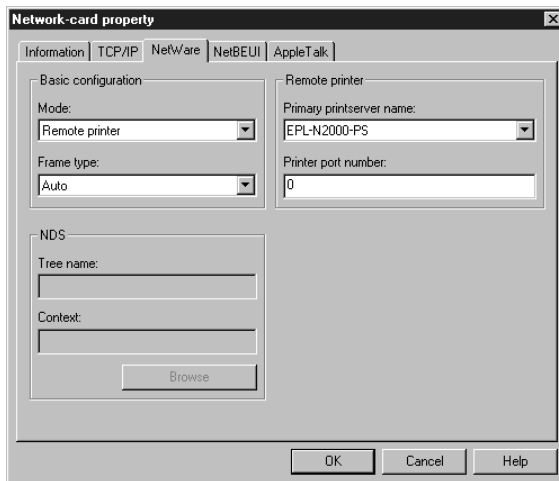 Network-card property
Information TCP/IP NetWare NetBEUI AppleTalk
Basic configuration
Mode:
Remote printer
Frame type:
Auto
Remote printer
Primary printserver name:
EPL-N2000-PS
Printer port number:
0
NDS
Tree name:
Context:
Browse
OK Cancel Help